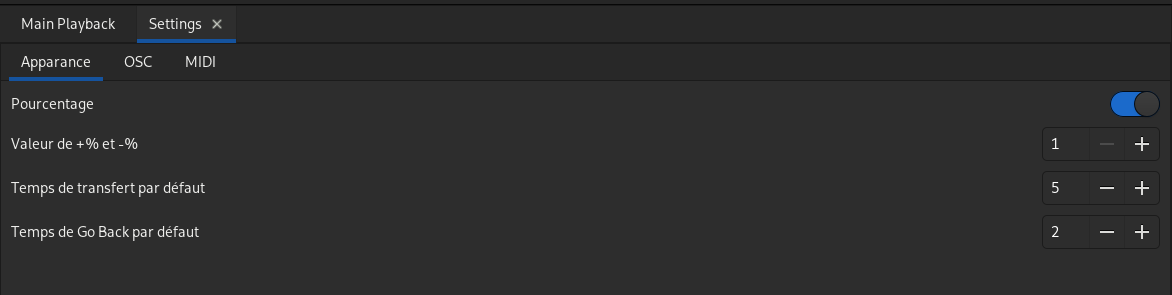 Main Playback Settings
Apparance OSC MIDI
Pourcentage
Valeur de +% et -% 1
Temps de transfert par défaut 5
Temps de Go Back par défaut 2